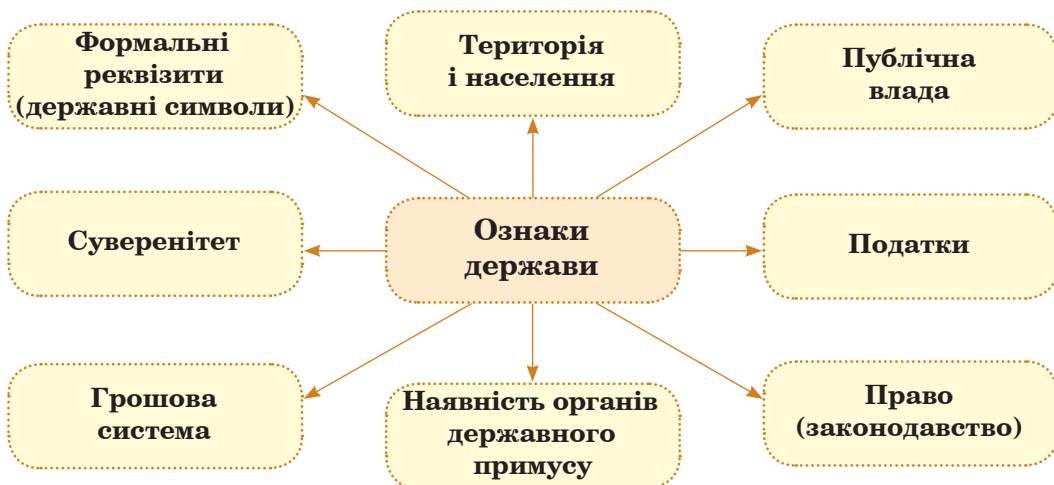 Формальні
реквізити
(державні символи)
Територія
і населення
Публічна
влада
Суверенітет
Ознаки
держави
Податки
Грошова
система
Наявність органів
державного
примусу
Право
(законодавство)